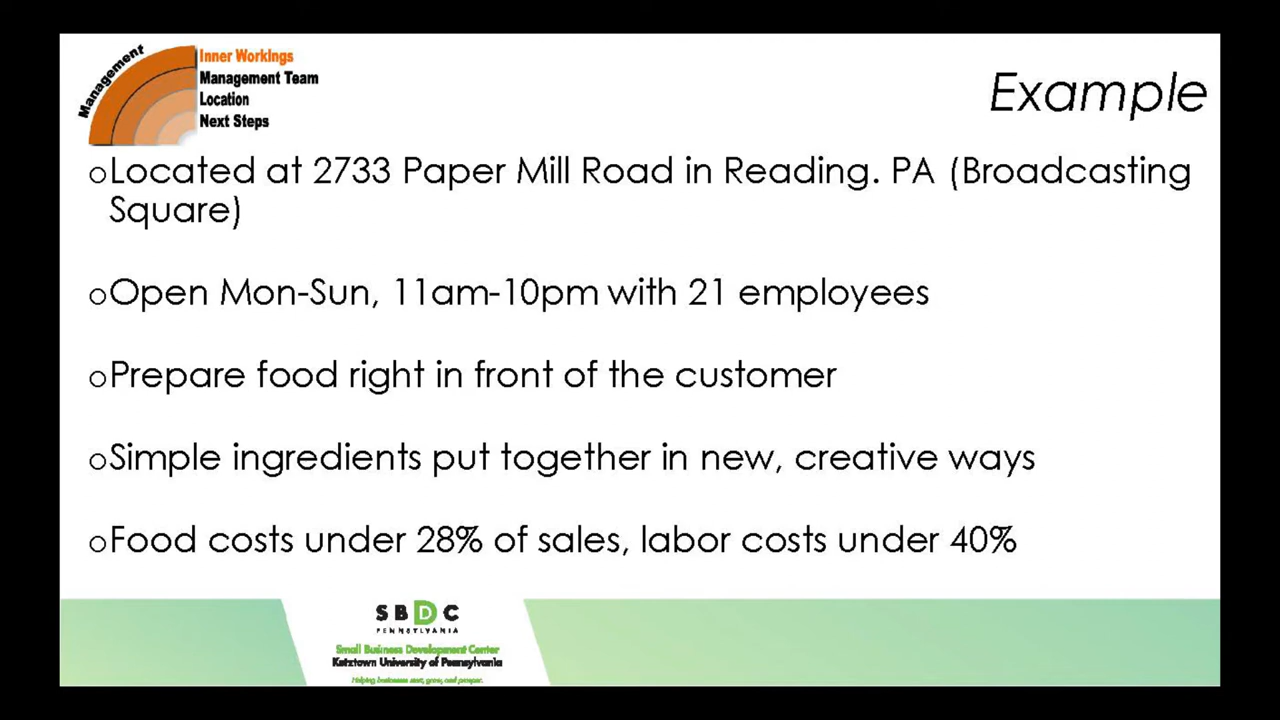 Management
Inner Workings
Management Team
Location
Next Steps
Example
oLocated at 2733 Paper Mill Road in Reading. PA (Broadcasting
Square)
oOpen Mon-Sun, 11am-10pm with 21 employees
oPrepare food right in front of the customer
oSimple ingredients put together in new, creative ways
oFood costs under 28% of sales, labor costs under 40%
SBDC
PENNSYLVANIA
Small Business Development Center
Kutztown University of Pennsylvania
Helping businesses start, grow, and prosper.